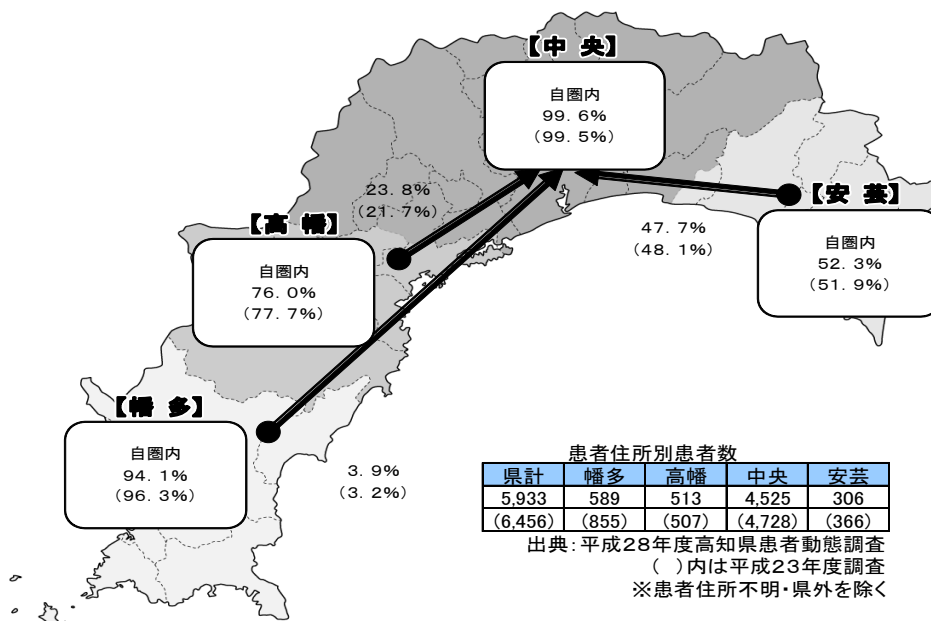 【中 央】
自圏内
99．6％
（99．5％）
23．8％
（21．7％）
【高 幡】
自圏内
76．0％
（77．7％）
47．7％
（48．1％）
【安 芸】
自圏内
52．3％
（51．9％）
【幡 多】
自圏内
94．1％
（96．3％）
3．9％
（3．2％）
患者住所別患者数
県計 幡多 高幡 中央 安芸
5,933 589 513 4,525 306
(6,456) (855) (507) (4,728) (366)
出典：平成28年度高知県患者動態調査
（ ）内は平成23年度調査
※患者住所不明・県外を除く